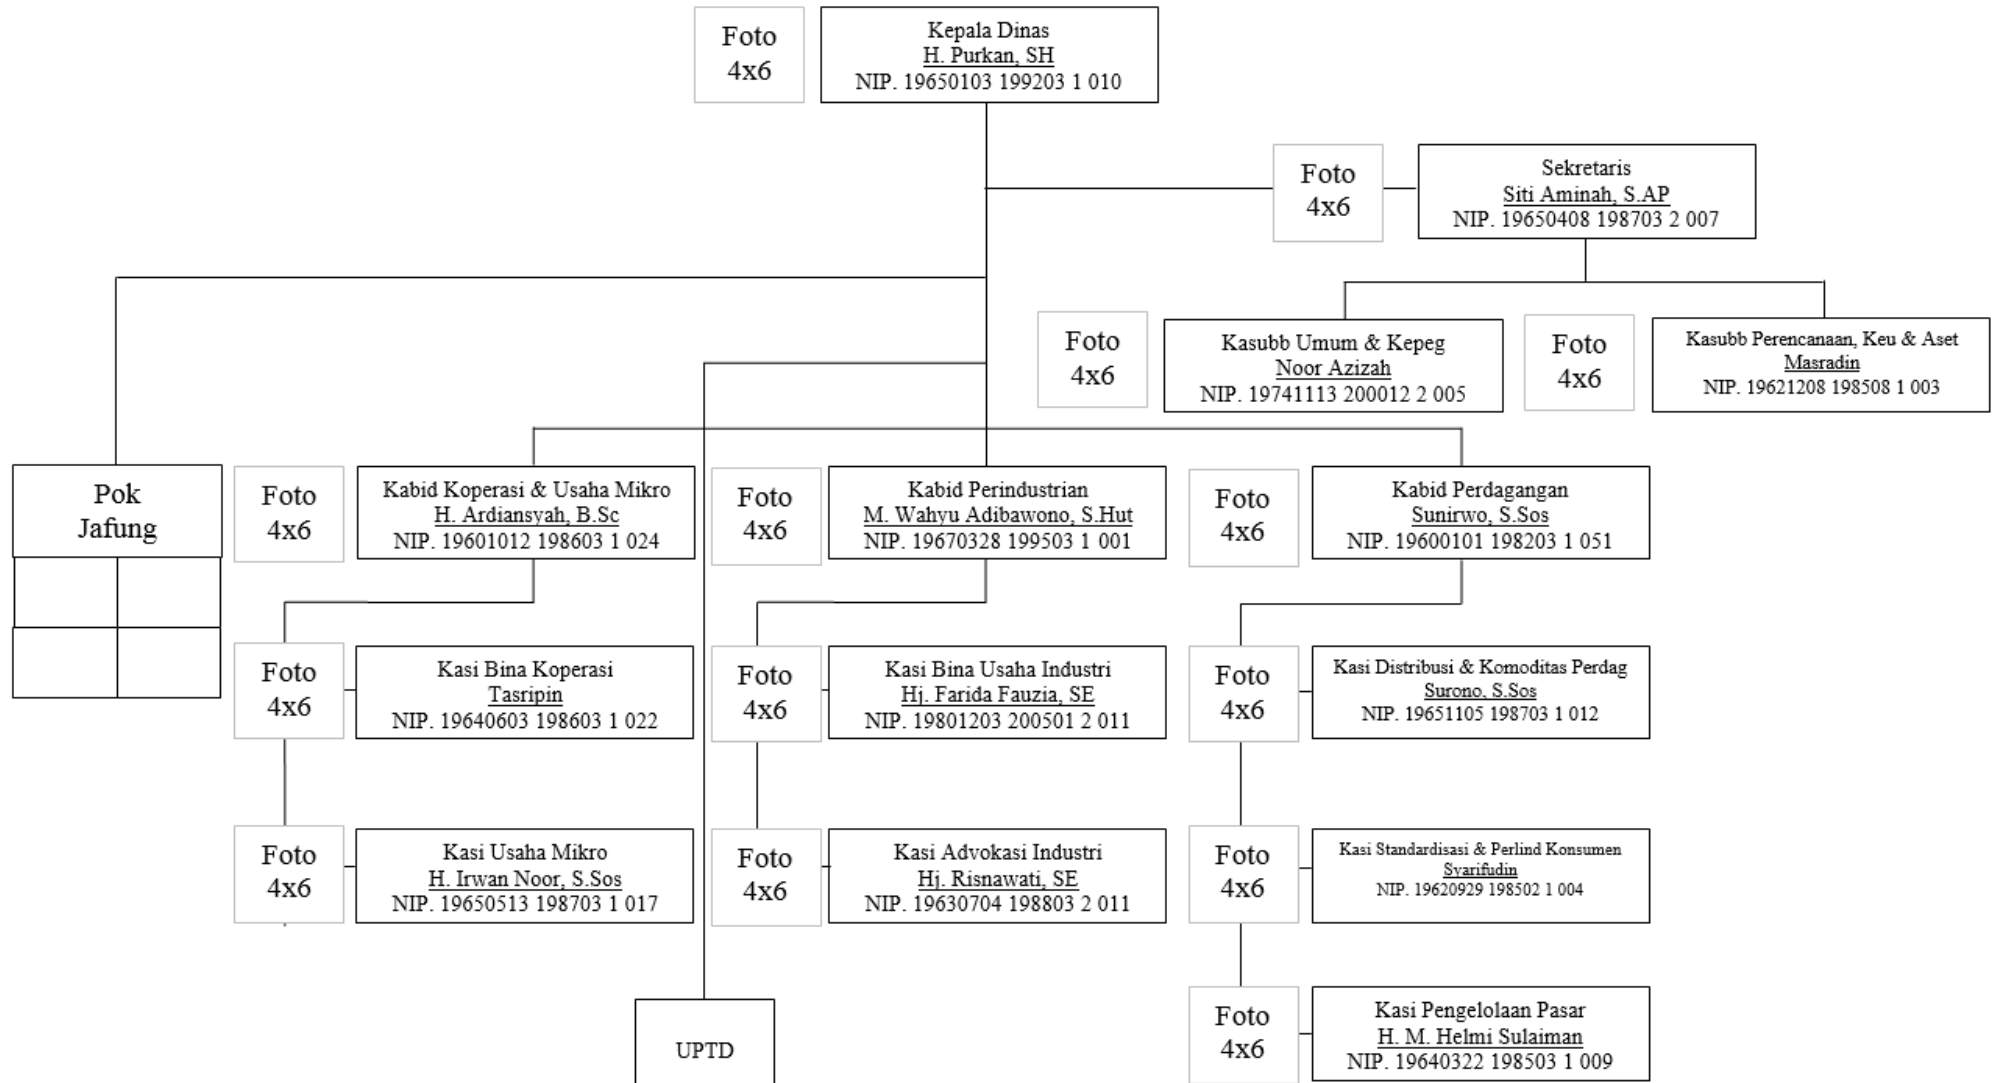 Foto
4x6
Kepala Dinas
H. Purkan, SH
NIP. 19650103 199203 1 010
Foto
4x6
Sekretaris
Siti Aminah, S.AP
NIP. 19650408 198703 2 007
Foto
4x6
Kasubb Umum & Kepeg
Noor Azizah
NIP. 19741113 200012 2 005
Foto
4x6
Kasubb Perencanaan, Keu & Aset
Masradin
NIP. 19621208 198508 1 003
Pok
Jafung
Foto
4x6
Kabid Koperasi & Usaha Mikro
H. Ardiansyah, B.Sc
NIP. 19601012 198603 1 024
Foto
4x6
Kabid Perindustrian
M. Wahyu Adibawono, S.Hut
NIP. 19670328 199503 1 001
Foto
4x6
Kabid Perdagangan
Sunirwo, S.Sos
NIP. 19600101 198203 1 051
Foto
4x6
Kasi Bina Koperasi
Tasripin
NIP. 19640603 198603 1 022
Foto
4x6
Kasi Bina Usaha Industri
Hj. Farida Fauzia, SE
NIP. 19801203 200501 2 011
Foto
4x6
Kasi Distribusi & Komoditas Perdag
Surono, S.Sos
NIP. 19651105 198703 1 012
Foto
4x6
Kasi Usaha Mikro
H. Irwan Noor, S.Sos
NIP. 19650513 198703 1 017
Foto
4x6
Kasi Advokasi Industri
Hj. Risnawati, SE
NIP. 19630704 198803 2 011
Foto
4x6
Kasi Standardisasi & Perlind Konsumen
Syarifudin
NIP. 19620929 198502 1 004
UPTD
Foto
4x6
Kasi Pengelolaan Pasar
H. M. Helmi Sulaiman
NIP. 19640322 198503 1 009